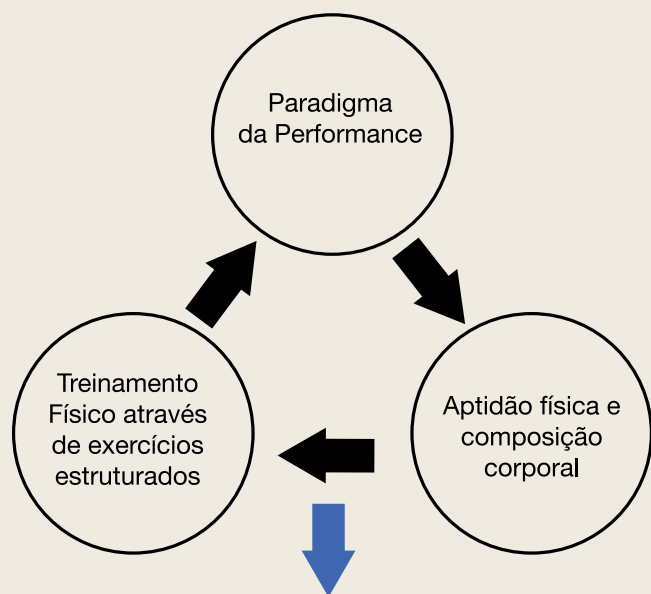 Paradigma
da Performance
Treinamento
Físico através
de exercícios
estruturados
Aptidão física e
composição
corporal